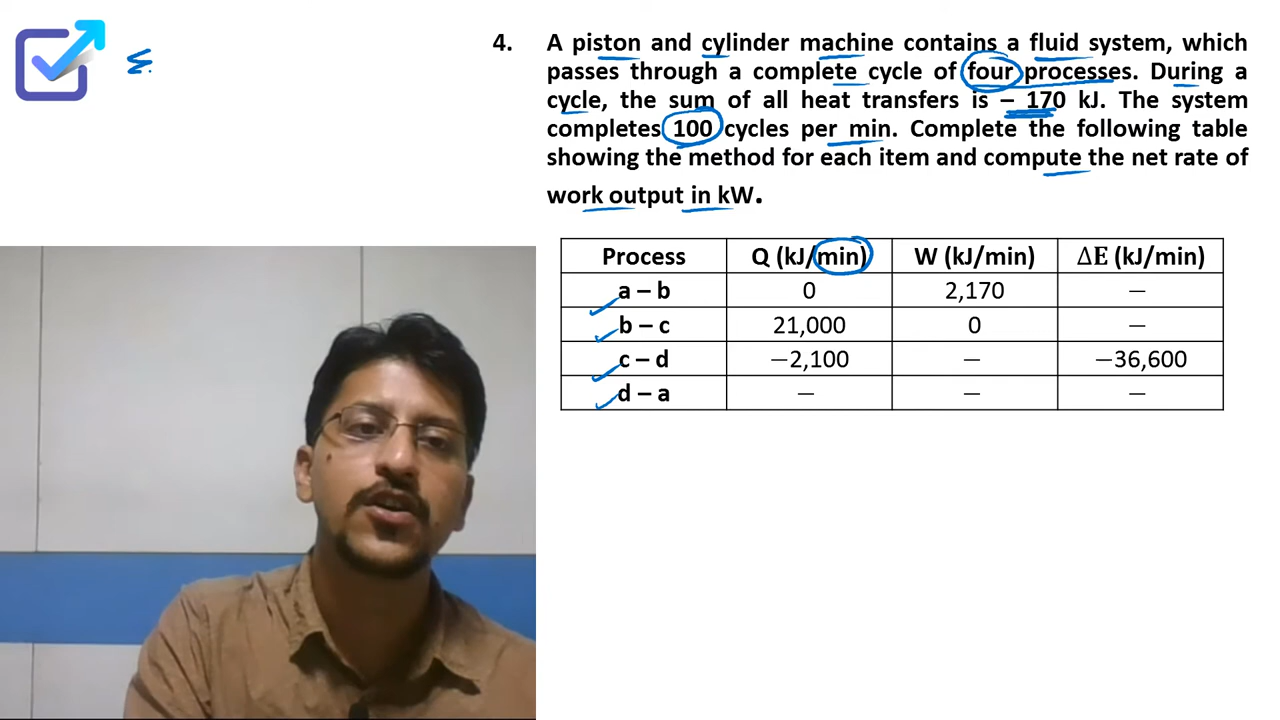 Σ
4. A piston and cylinder machine contains a fluid system, which
passes through a complete cycle of four processes. During a
cycle, the sum of all heat transfers is – 170 kJ. The system
completes 100 cycles per min. Complete the following table
showing the method for each item and compute the net rate of
work output in kW.
Process Q (kJ/min) W (kJ/min) ΔE (kJ/min)
a – b 0 2,170 —
b – c 21,000 0 —
c – d —2,100 — —36,600
d – a — — —